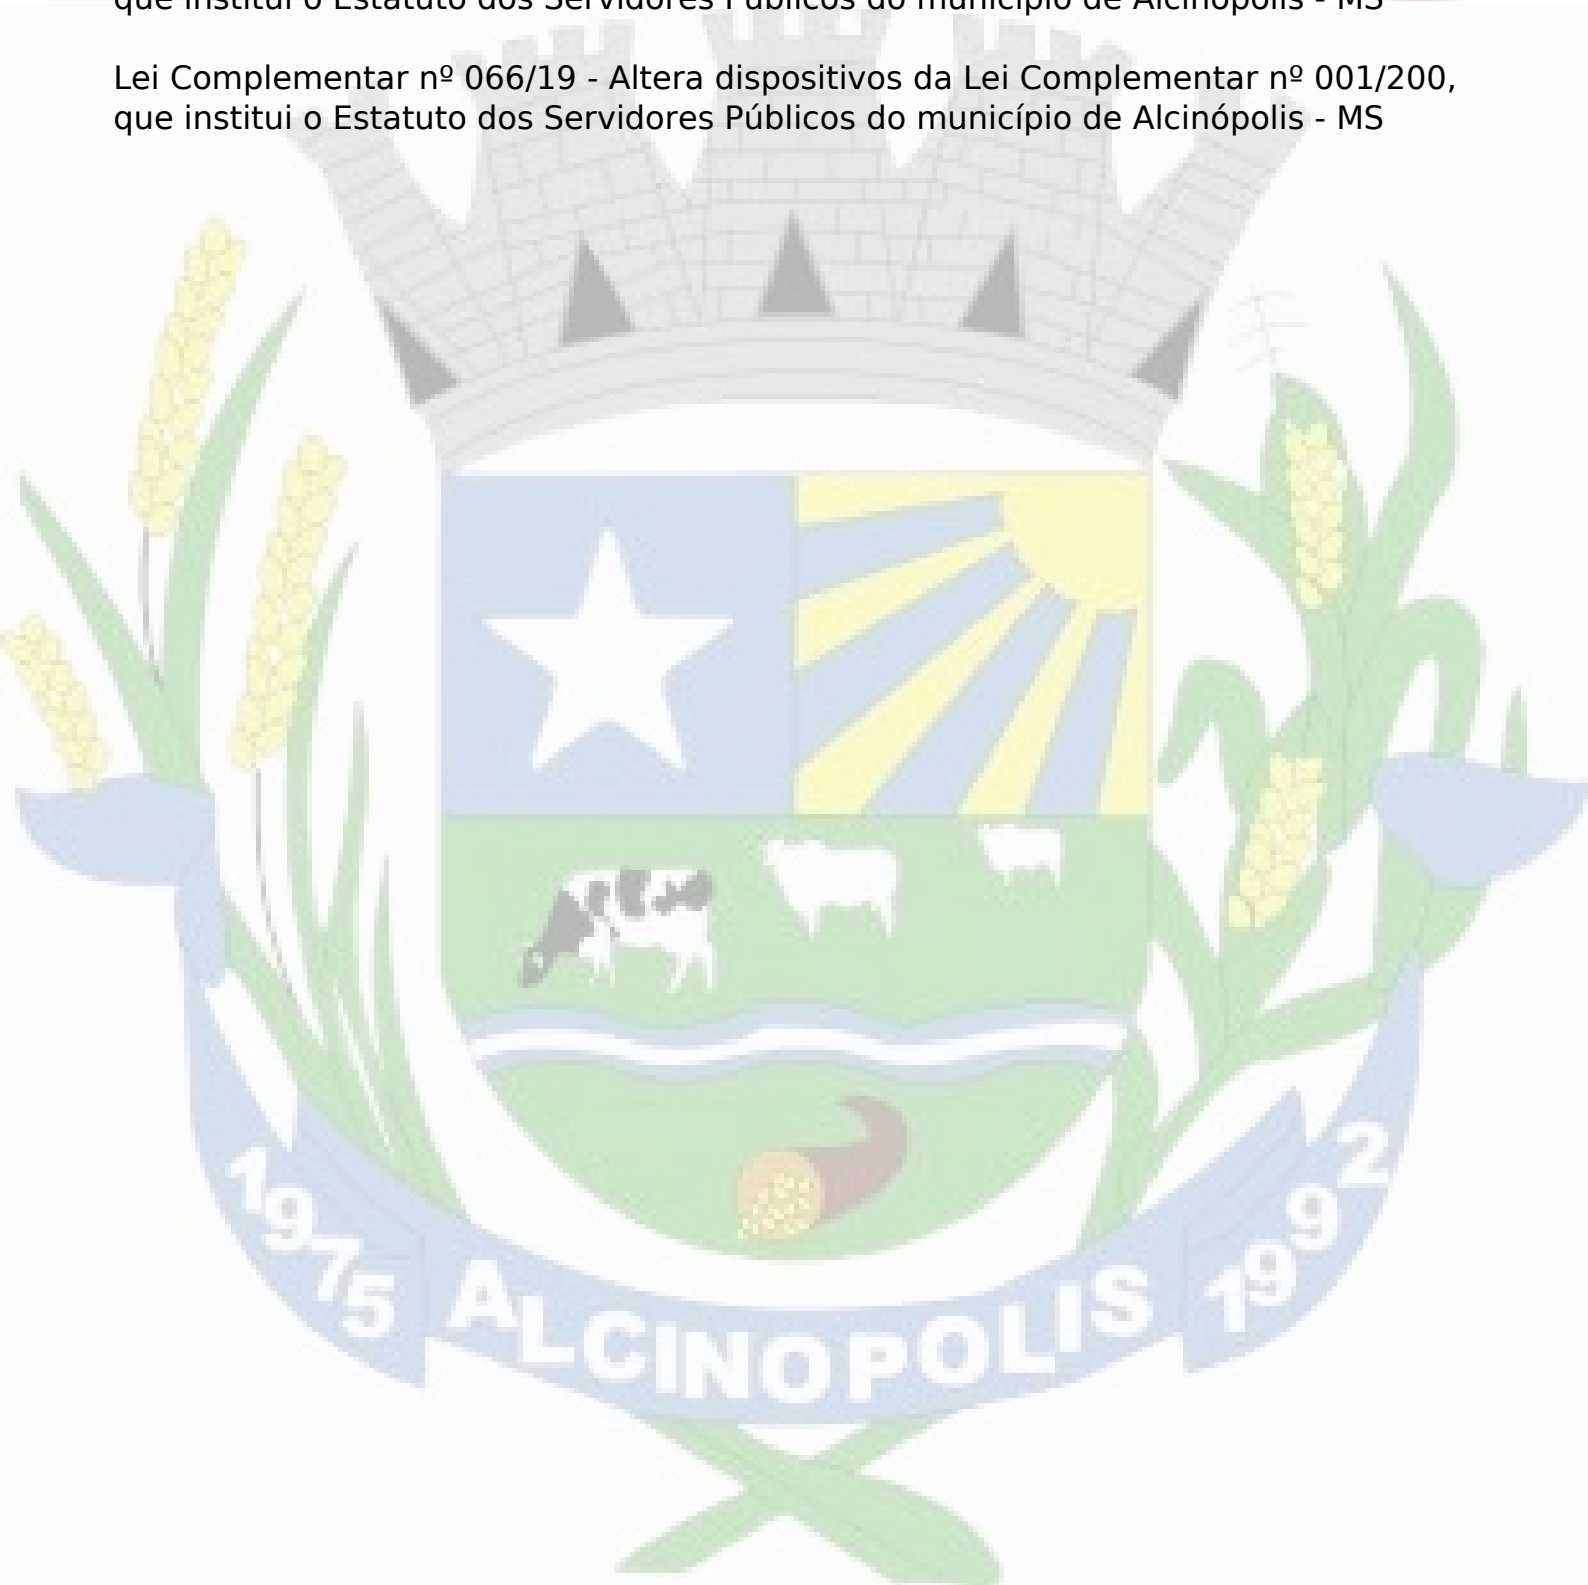 que institui o Estatuto dos Servidores Públicos do município de Alcinópolis - MS
Lei Complementar nº 066/19 - Altera dispositivos da Lei Complementar nº 001/200,
que institui o Estatuto dos Servidores Públicos do município de Alcinópolis - MS
1975 ALCINOPOLIS 1992